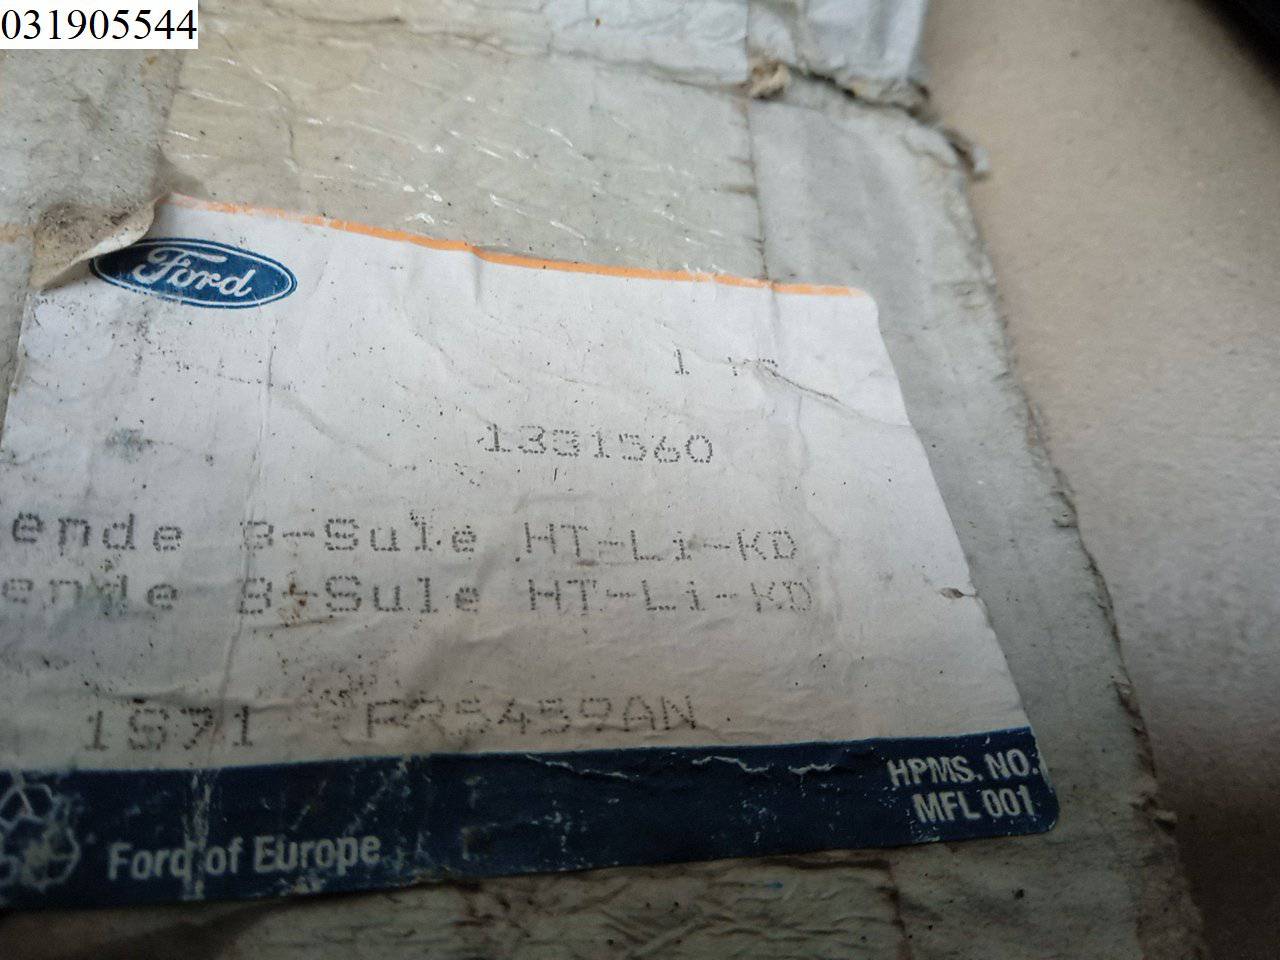 031905544
Ford
1
1331560
ende B-Sule HT-Li-KD
ende B-Sule HT-Li-KD
1S71 FR5459AN
HPMS. NO.
MFL 001
Ford of Europe